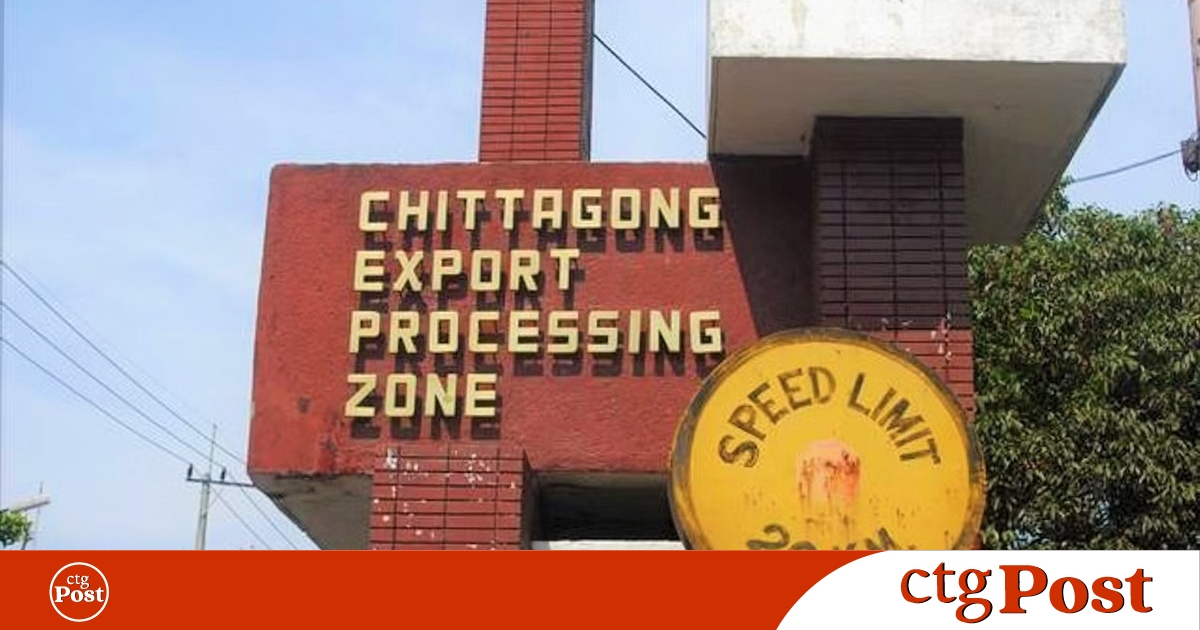 CHITTAGONG
EXPORT
PROCESSING
ZONE
SPEED LIMIT
ctg
Post
ctgPost